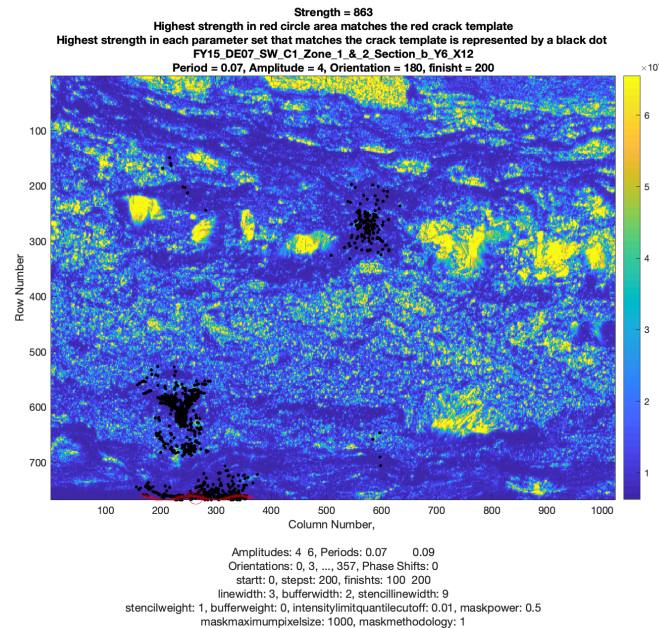 Strength = 863
Highest strength in red circle area matches the red crack template
Highest strength in each parameter set that matches the crack template is represented by a black dot
FY15_DE07_SW_C1_Zone_1_&_2_Section_b_Y6_X12
Period = 0.07, Amplitude = 4, Orientation = 180, finisht = 200
×10
100
200
300
400
500
600
700
Row Number
6
5
4
3
2
1
100 200 300 400 500 600 700 800 900 1000
Column Number,
Amplitudes: 4 6, Periods: 0.07 0.09
Orientations: 0, 3, ..., 357, Phase Shifts: 0
startt: 0, stepst: 200, finishts: 100 200
linewidth: 3, bufferwidth: 2, stencillinewidth: 9
stencilweight: 1, bufferweight: 0, intensitylimitquantilecutoff: 0.01, maskpower: 0.5
maskmaximumpixelsize: 1000, maskmethodology: 1